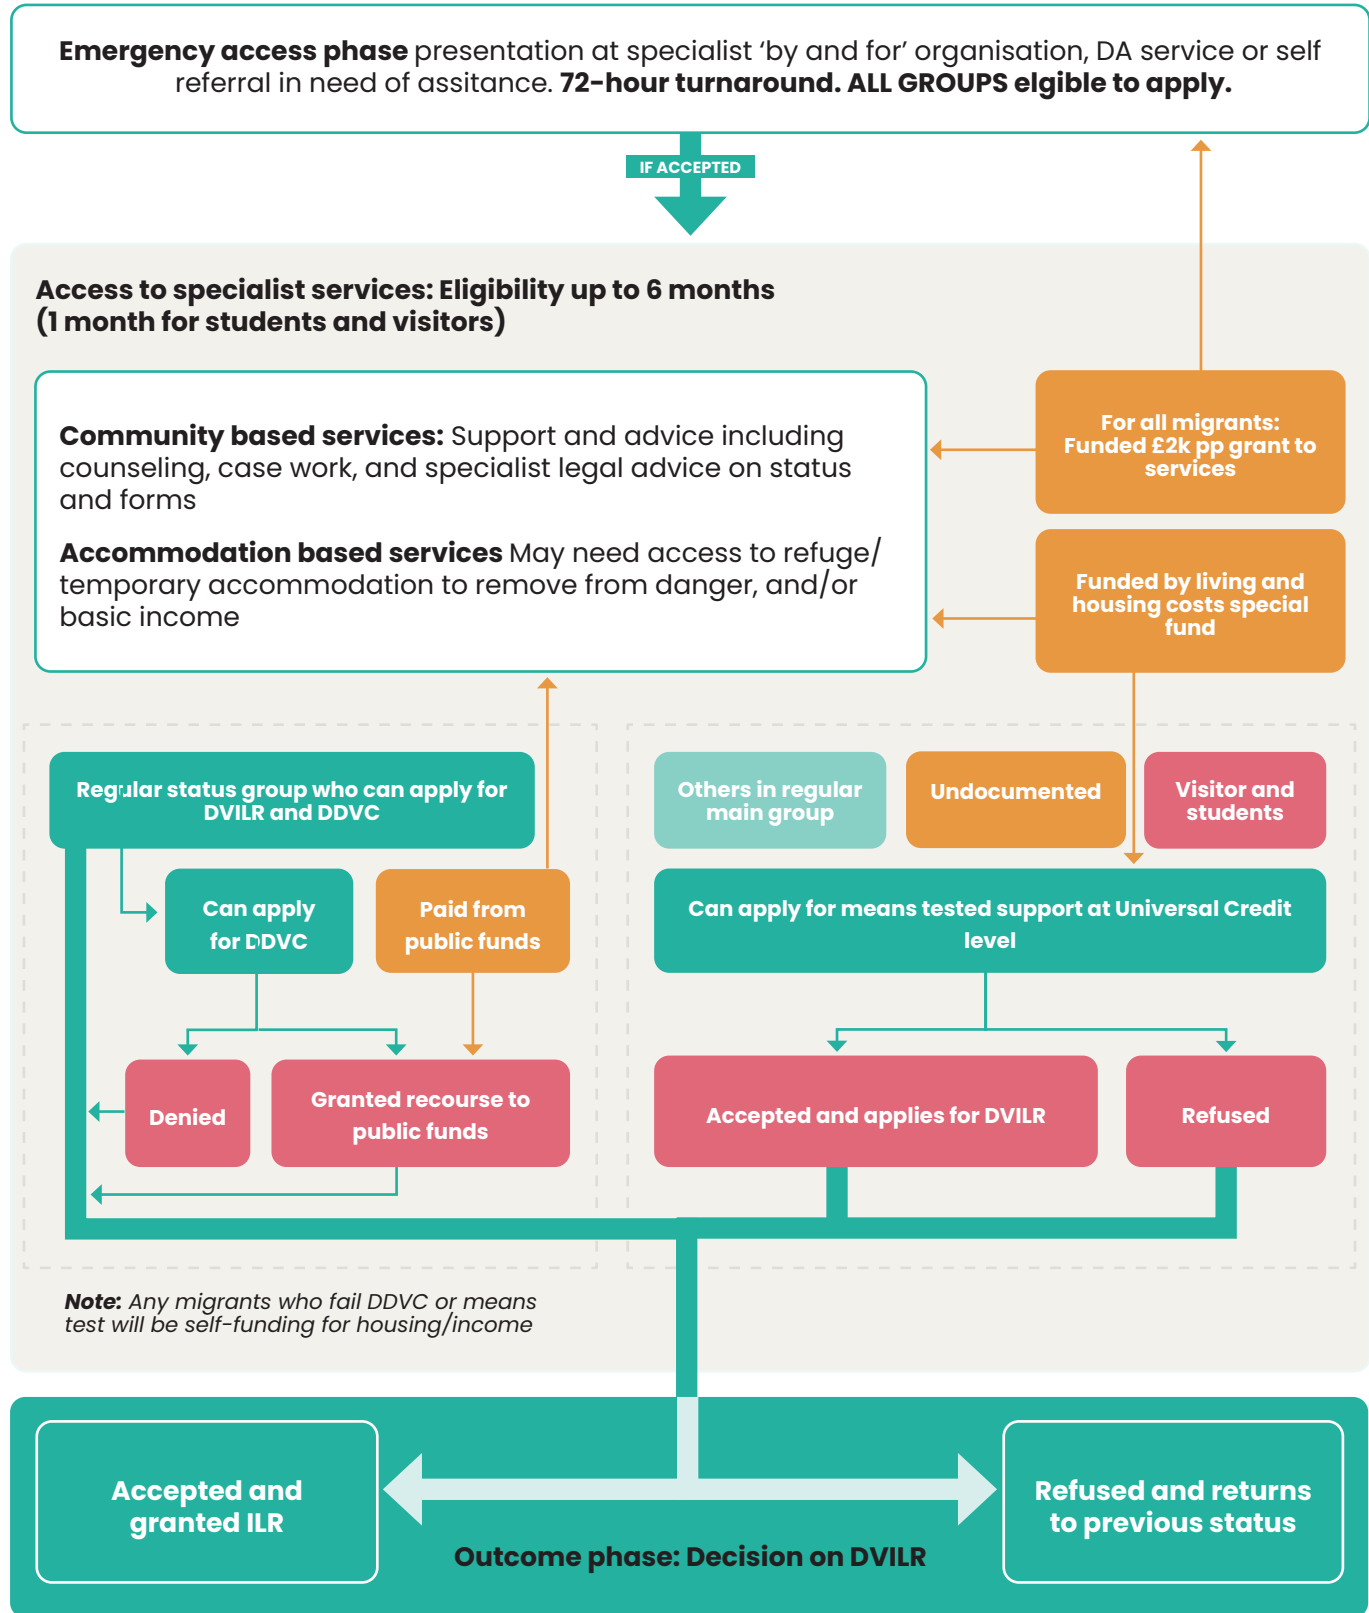 Emergency access phase presentation at specialist ‘by and for’ organisation, DA service or self
referral in need of assitance. 72-hour turnaround. ALL GROUPS elgible to apply.
IF ACCEPTED
Access to specialist services: Eligibility up to 6 months
(1 month for students and visitors)
Community based services: Support and advice including
counseling, case work, and specialist legal advice on status
and forms
Accommodation based services May need access to refuge/
temporary accommodation to remove from danger, and/or
basic income
For all migrants:
Funded £2k pp grant to
services
Funded by living and
housing costs special
fund
Regular status group who can apply for
DVILR and DDVC
Can apply
for DDVC
Paid from
public funds
Denied
Granted recourse to
public funds
Others in regular
main group
Undocumented
Visitor and
students
Can apply for means tested support at Universal Credit
level
Accepted and applies for DVILR
Refused
Note: Any migrants who fail DDVC or means
test will be self-funding for housing/income
Accepted and
granted ILR
Refused and returns
to previous status
Outcome phase: Decision on DVILR